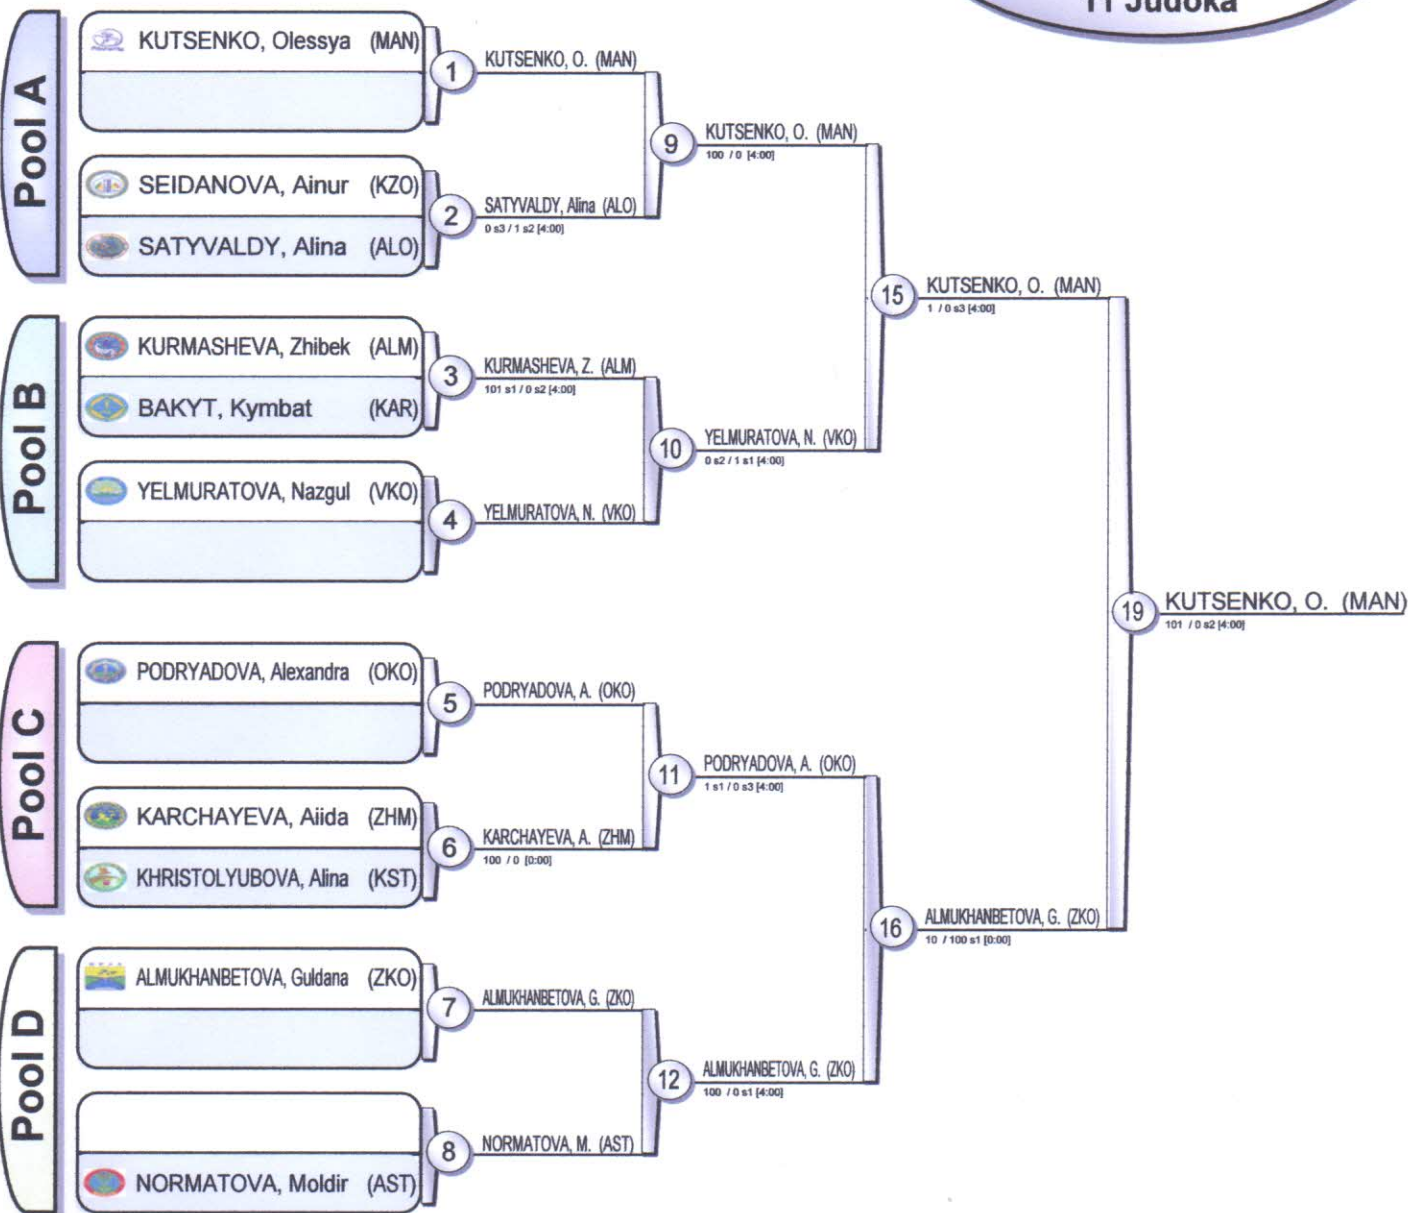 11 Judoka
Pool A
KUTSENKO, Olessya (MAN)
SEIDANOVA, Ainur (KZO)
SATYVALDY, Alina (ALO)
Pool B
KURMASHEVA, Zhibek (ALM)
BAKYT, Kymbat (KAR)
YELMURATOVA, Nazgul (VKO)
Pool C
PODRYADOVA, Alexandra (OKO)
KARCHAYEVA, Aiida (ZHM)
KHRISTOLYUBOVA, Alina (KST)
Pool D
ALMUKHANBETOVA, Guldana (ZKO)
NORMATOVA, Moldir (AST)
1 KUTSENKO, O. (MAN)
2 SATYVALDY, Alina (ALO)
0 s3 / 1 s2 [4:00]
3 KURMASHEVA, Z. (ALM)
101 s1 / 0 s2 [4:00]
4 YELMURATOVA, N. (VKO)
5 PODRYADOVA, A. (OKO)
6 KARCHAYEVA, A. (ZHM)
100 / 0 [0:00]
7 ALMUKHANBETOVA, G. (ZKO)
8 NORMATOVA, M. (AST)
9 KUTSENKO, O. (MAN)
100 / 0 [4:00]
10 YELMURATOVA, N. (VKO)
0 s2 / 1 s1 [4:00]
11 PODRYADOVA, A. (OKO)
1 s1 / 0 s3 [4:00]
12 ALMUKHANBETOVA, G. (ZKO)
100 / 0 s1 [4:00]
15 KUTSENKO, O. (MAN)
1 / 0 s3 [4:00]
16 ALMUKHANBETOVA, G. (ZKO)
10 / 100 s1 [0:00]
19 KUTSENKO, O. (MAN)
101 / 0 s2 [4:00]